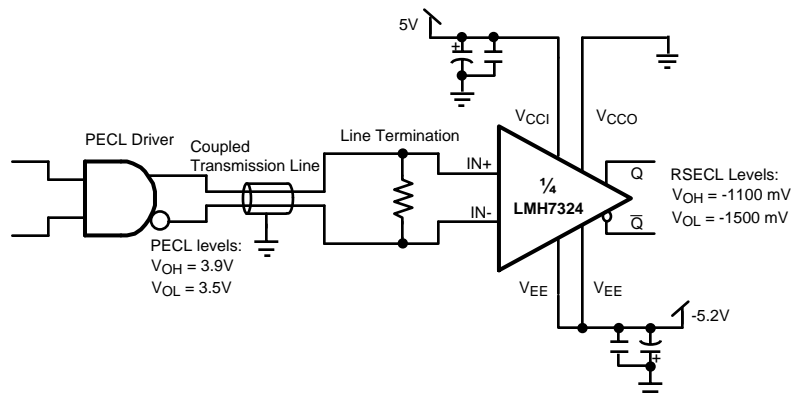 5V
+
VCCI
VCCO
PECL Driver
Coupled
Transmission Line
Line Termination
IN+
IN-
¼
LMH7324
Q
Q̅
RSECL Levels:
VOH = -1100 mV
VOL = -1500 mV
PECL levels:
VOH = 3.9V
VOL = 3.5V
VEE
VEE
-5.2V
+